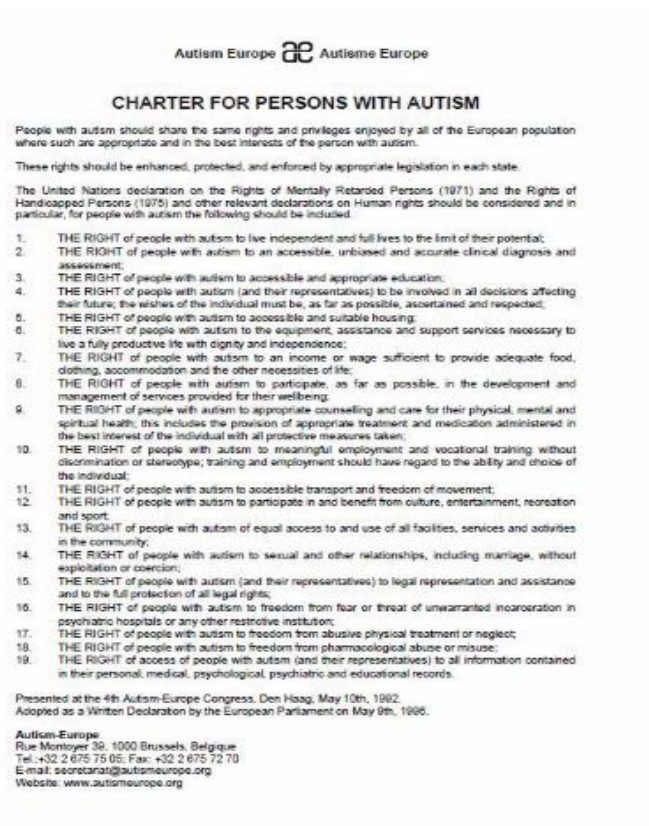 Autism Europe æ Autisme Europe
CHARTER FOR PERSONS WITH AUTISM
People with autism should share the same rights and privileges enjoyed by all of the European population
where such are appropriate and in the best interests of the person with autism.
These rights should be enhanced, protected, and enforced by appropriate legislation in each state.
The United Nations declaration on the Rights of Mentally Retarded Persons (1971) and the Rights of
Handicapped Persons (1975) and other relevant declarations on Human rights should be considered and in
particular, for people with autism the following should be included.
1. THE RIGHT of people with autism to live independent and full lives to the limit of their potential;
2. THE RIGHT of people with autism to an accessible, unbiased and accurate clinical diagnosis and
assessment;
3. THE RIGHT of people with autism to accessible and appropriate education;
4. THE RIGHT of people with autism (and their representatives) to be involved in all decisions affecting
their future; the wishes of the individual must be, as far as possible, ascertained and respected;
5. THE RIGHT of people with autism to accessible and suitable housing;
6. THE RIGHT of people with autism to the equipment, assistance and support services necessary to
live a fully productive life with dignity and independence;
7. THE RIGHT of people with autism to an income or wage sufficient to provide adequate food,
clothing, accommodation and the other necessities of life;
8. THE RIGHT of people with autism to participate, as far as possible, in the development and
management of services provided for their wellbeing;
9. THE RIGHT of people with autism to appropriate counselling and care for their physical, mental and
spiritual health; this includes the provision of appropriate treatment and medication administered in
the best interest of the individual with all protective measures taken;
10. THE RIGHT of people with autism to meaningful employment and vocational training without
discrimination or stereotype; training and employment should have regard to the ability and choice of
the individual;
11. THE RIGHT of people with autism to accessible transport and freedom of movement;
12. THE RIGHT of people with autism to participate in and benefit from culture, entertainment, recreation
and sport;
13. THE RIGHT of people with autism of equal access to and use of all facilities, services and activities
in the community;
14. THE RIGHT of people with autism to sexual and other relationships, including marriage, without
exploitation or coercion;
15. THE RIGHT of people with autism (and their representatives) to legal representation and assistance
and to the full protection of all legal rights;
16. THE RIGHT of people with autism to freedom from fear or threat of unwarranted incarceration in
psychiatric hospitals or any other restrictive institution;
17. THE RIGHT of people with autism to freedom from abusive physical treatment or neglect;
18. THE RIGHT of people with autism to freedom from pharmacological abuse or misuse;
19. THE RIGHT of access of people with autism (and their representatives) to all information contained
in their personal, medical, psychological, psychiatric and educational records.
Presented at the 4th Autism-Europe Congress, Den Haag, May 10th, 1992.
Adopted as a Written Declaration by the European Parliament on May 9th, 1996.
Autism-Europe
Rue Montoyer 39, 1000 Brussels, Belgique
Tel.:+32 2 675 75 05; Fax: +32 2 675 72 70
E-mail: secretariat@autismeurope.org
Website: www.autismeurope.org